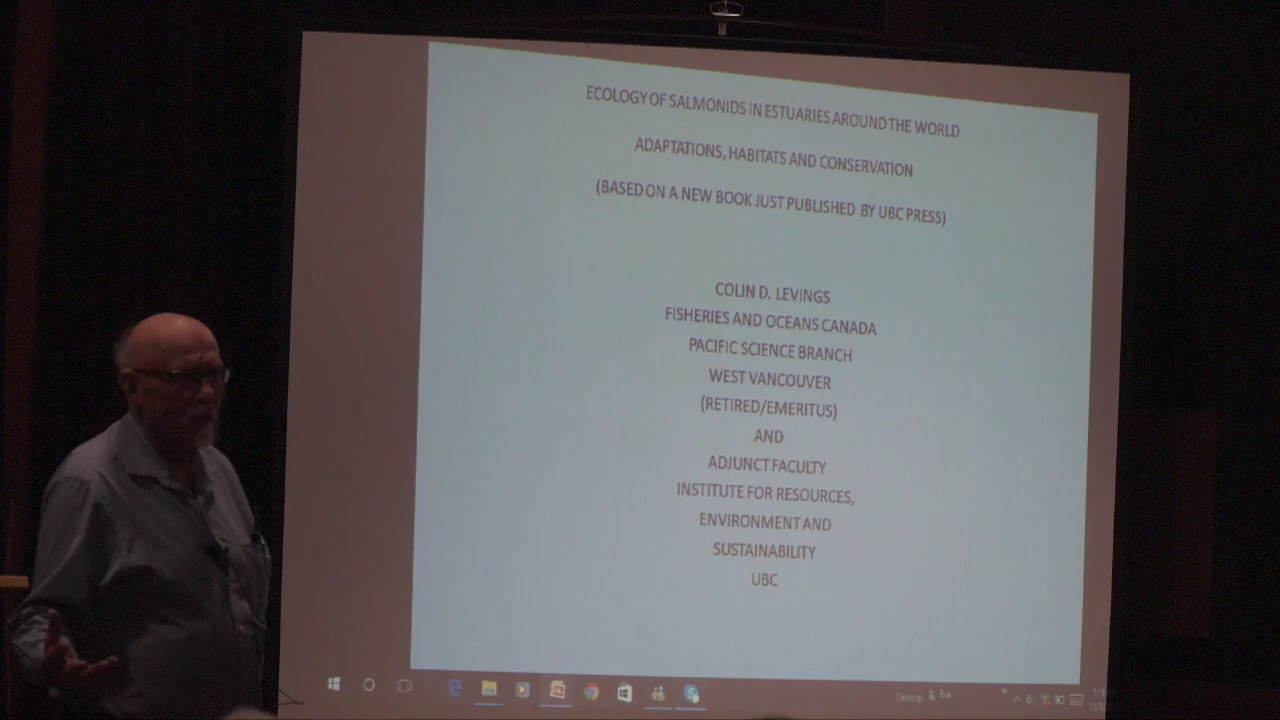 ECOLOGY OF SALMONIDS IN ESTUARIES AROUND THE WORLD
ADAPTATIONS, HABITATS AND CONSERVATION
(BASED ON A NEW BOOK JUST PUBLISHED BY UBC PRESS)
COLIN D. LEVINGS
FISHERIES AND OCEANS CANADA
PACIFIC SCIENCE BRANCH
WEST VANCOUVER
(RETIRED/EMERITUS)
AND
ADJUNCT FACULTY
INSTITUTE FOR RESOURCES,
ENVIRONMENT AND
SUSTAINABILITY
UBC
Desktop